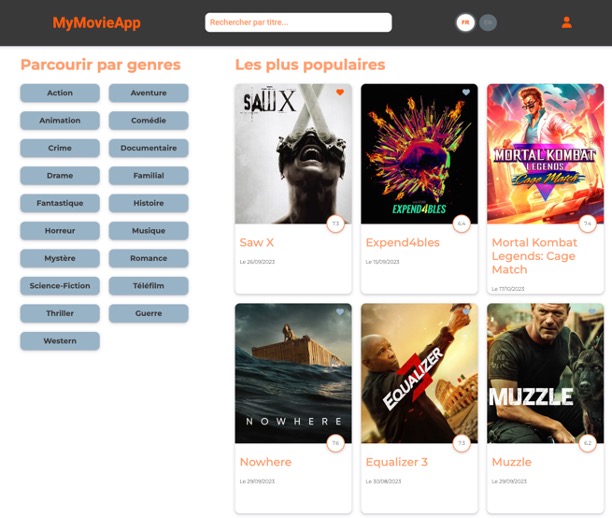 MyMovieApp
Rechercher par titre...
FR
EN
Parcourir par genres
Action
Aventure
Animation
Comédie
Crime
Documentaire
Drame
Familial
Fantastique
Histoire
Horreur
Musique
Mystère
Romance
Science-Fiction
Téléfilm
Thriller
Guerre
Western
Les plus populaires
SAW X
7.3
Saw X
Le 26/09/2023
EXPEND4BLES
6.4
Expend4bles
Le 15/09/2023
MORTAL KOMBAT
LEGENDS
Cage Match
Mortal Kombat
Legends: Cage
Match
Le 17/10/2023
NOWHERE
Nowhere
Le 29/09/2023
EQUALIZER
3
7.3
Equalizer 3
Le 30/08/2023
MUZZLE
6.2
Muzzle
Le 29/09/2023